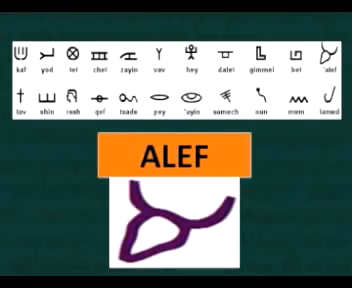 kaf yod tet chet zayin vav hey dalet gimmel bet 'alef
tav shin resh qof tsade pey 'ayin samech nun mem lamed
ALEF